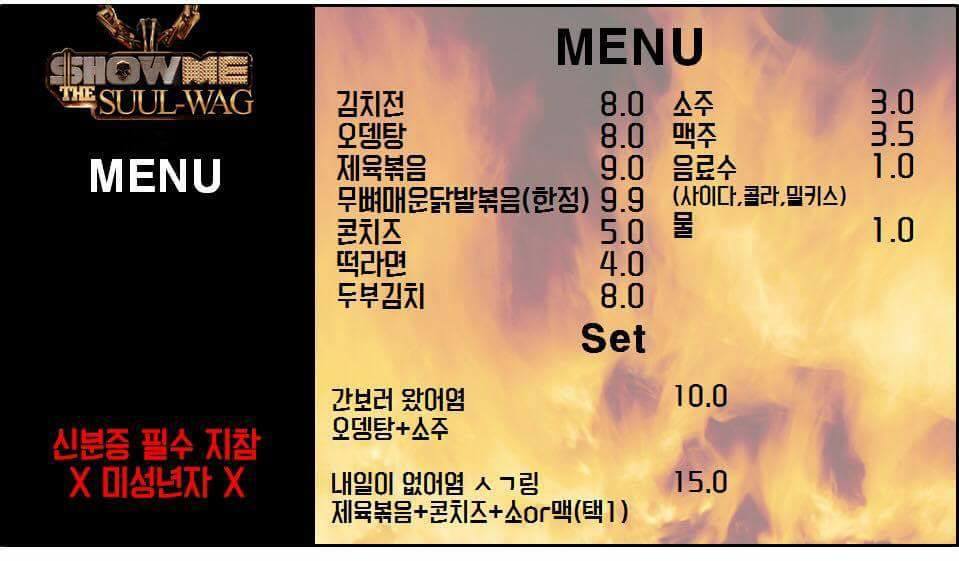 SHOW ME
THE SUUL-WAG
MENU
신분증 필수 지참
X 미성년자 X
MENU
김치전 8.0
오뎅탕 8.0
제육볶음 9.0
무뼈매운닭발볶음(한정) 9.9
콘치즈 5.0
떡라면 4.0
두부김치 8.0
소주 3.0
맥주 3.5
음료수 1.0
(사이다,콜라,밀키스)
물 1.0
Set
간보러 왔어염 10.0
오뎅탕+소주
내일이 없어염 ㅅㄱ링 15.0
제육볶음+콘치즈+소or맥(택1)